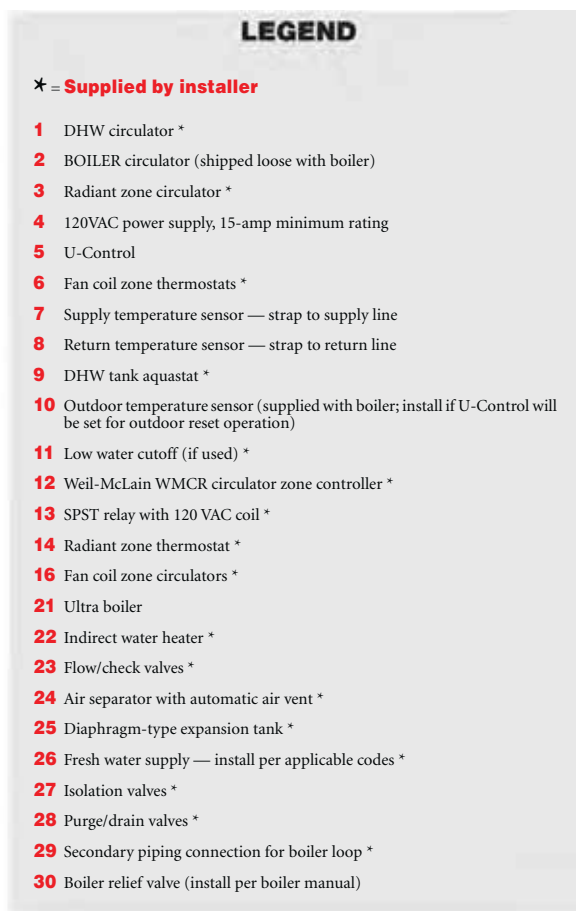 LEGEND
* = Supplied by installer
1 DHW circulator *
2 BOILER circulator (shipped loose with boiler)
3 Radiant zone circulator *
4 120VAC power supply, 15-amp minimum rating
5 U-Control
6 Fan coil zone thermostats *
7 Supply temperature sensor — strap to supply line
8 Return temperature sensor — strap to return line
9 DHW tank aquastat *
10 Outdoor temperature sensor (supplied with boiler; install if U-Control will
be set for outdoor reset operation)
11 Low water cutoff (if used) *
12 Weil-McLain WMCR circulator zone controller *
13 SPST relay with 120 VAC coil *
14 Radiant zone thermostat *
16 Fan coil zone circulators *
21 Ultra boiler
22 Indirect water heater *
23 Flow/check valves *
24 Air separator with automatic air vent *
25 Diaphragm-type expansion tank *
26 Fresh water supply — install per applicable codes *
27 Isolation valves *
28 Purge/drain valves *
29 Secondary piping connection for boiler loop *
30 Boiler relief valve (install per boiler manual)